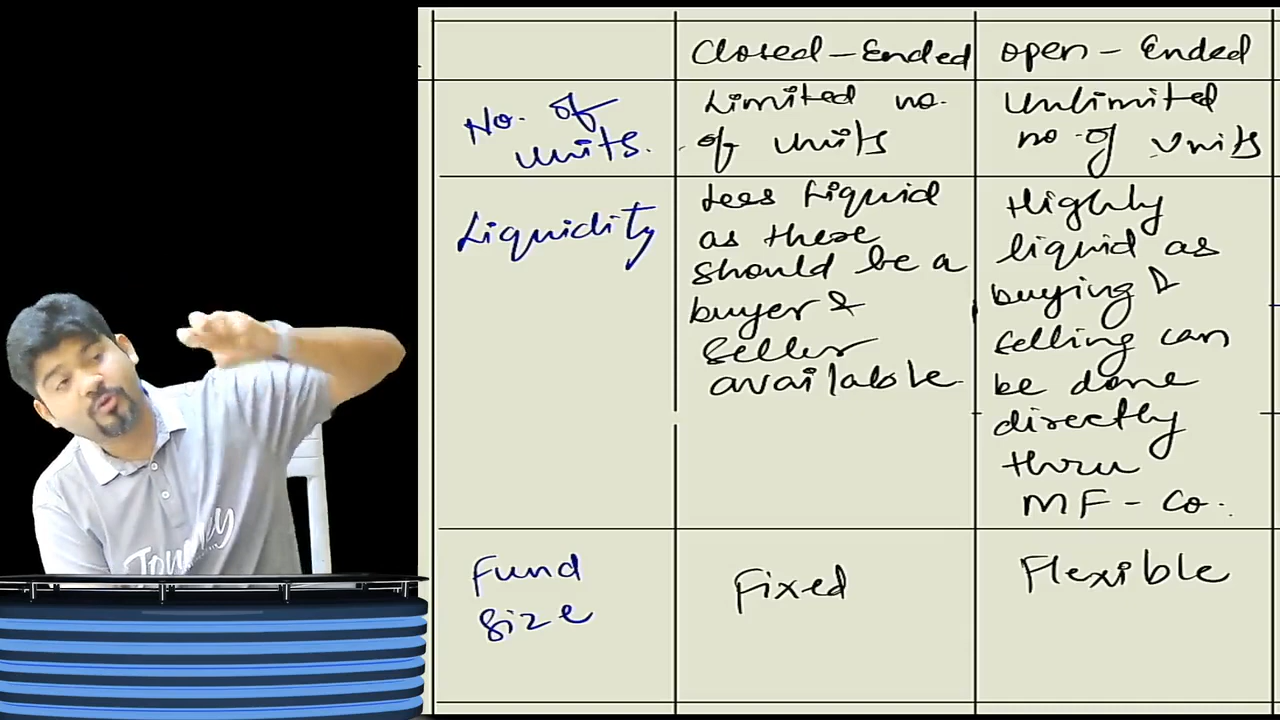 Closed-Ended
open-Ended
No. of
units.
Limited no.
of units
Unlimited
no. of units
Liquidity
Less liquid
as there
should be a
buyer &
seller
available.
Highly
liquid as
buying &
selling can
be done
directly
thru
MF-Co.
Fund
size
Fixed
Flexible
Journey